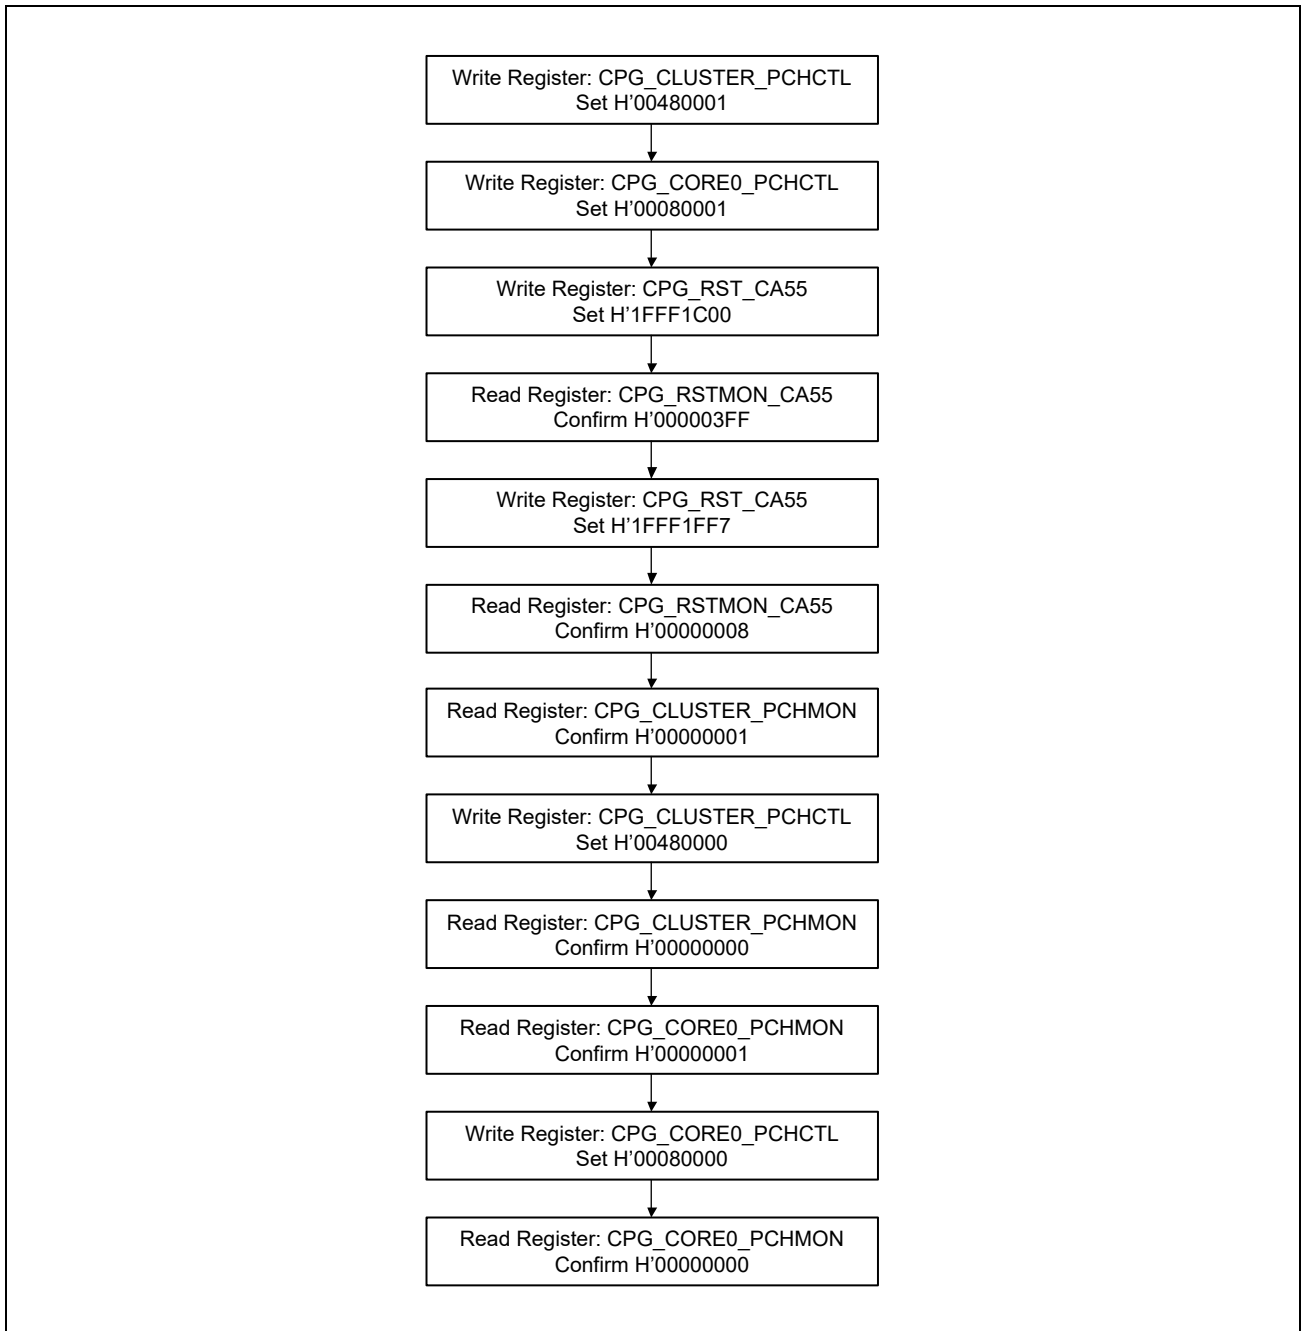 Write Register: CPG_CLUSTER_PCHCTL
Set H’00480001
Write Register: CPG_CORE0_PCHCTL
Set H’00080001
Write Register: CPG_RST_CA55
Set H’1FFF1C00
Read Register: CPG_RSTMON_CA55
Confirm H’000003FF
Write Register: CPG_RST_CA55
Set H’1FFF1FF7
Read Register: CPG_RSTMON_CA55
Confirm H’00000008
Read Register: CPG_CLUSTER_PCHMON
Confirm H’00000001
Write Register: CPG_CLUSTER_PCHCTL
Set H’00480000
Read Register: CPG_CLUSTER_PCHMON
Confirm H’00000000
Read Register: CPG_CORE0_PCHMON
Confirm H’00000001
Write Register: CPG_CORE0_PCHCTL
Set H’00080000
Read Register: CPG_CORE0_PCHMON
Confirm H’00000000